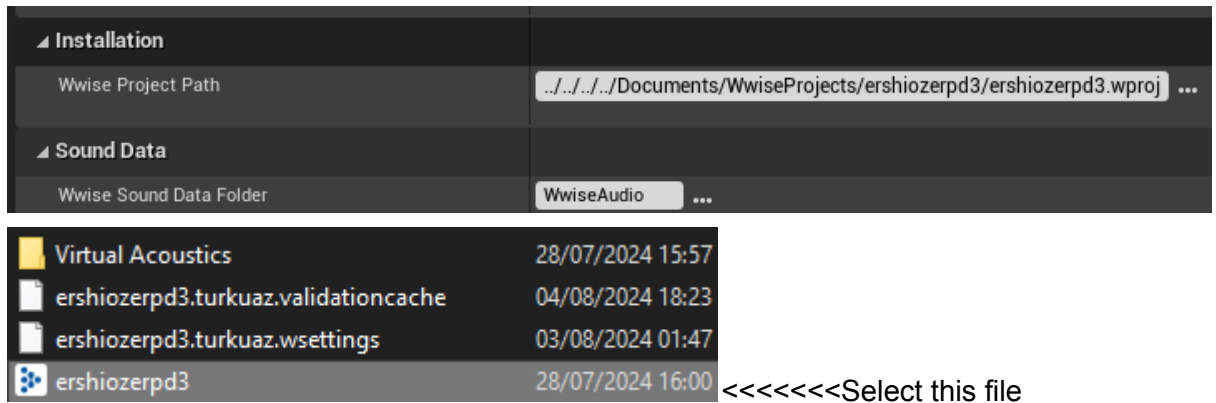 Installation
Wwise Project Path ../../../../Documents/WwiseProjects/ershiozerpd3/ershiozerpd3.wproj ...
Sound Data
Wwise Sound Data Folder WwiseAudio ...
Virtual Acoustics 28/07/2024 15:57
ershiozerpd3.turkuaz.validationcache 04/08/2024 18:23
ershiozerpd3.turkuaz.wsettings 03/08/2024 01:47
ershiozerpd3 28/07/2024 16:00 <<<<<<<Select this file